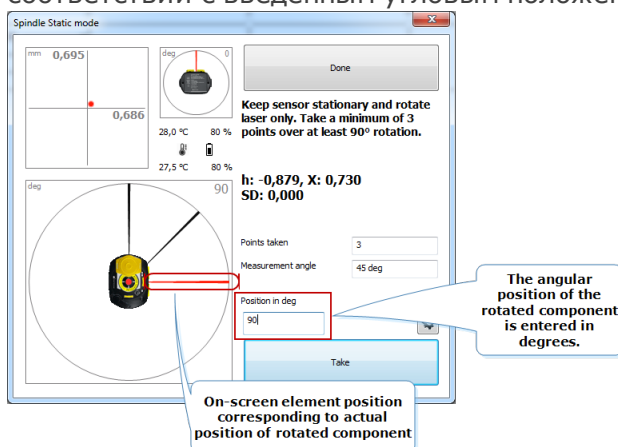 соответствии с введенным угловым положен
Spindle Static mode
mm 0,695
0,686
deg 0
28,0 °C 80 %
27,5 °C 80 %
Done
Keep sensor stationary and rotate
laser only. Take a minimum of 3
points over at least 90° rotation.
h: -0,879, X: 0,730
SD: 0,000
deg 90
Points taken 3
Measurement angle 45 deg
Position in deg
90
Take
The angular
position of the
rotated component
is entered in
degrees.
On-screen element position
corresponding to actual
position of rotated component